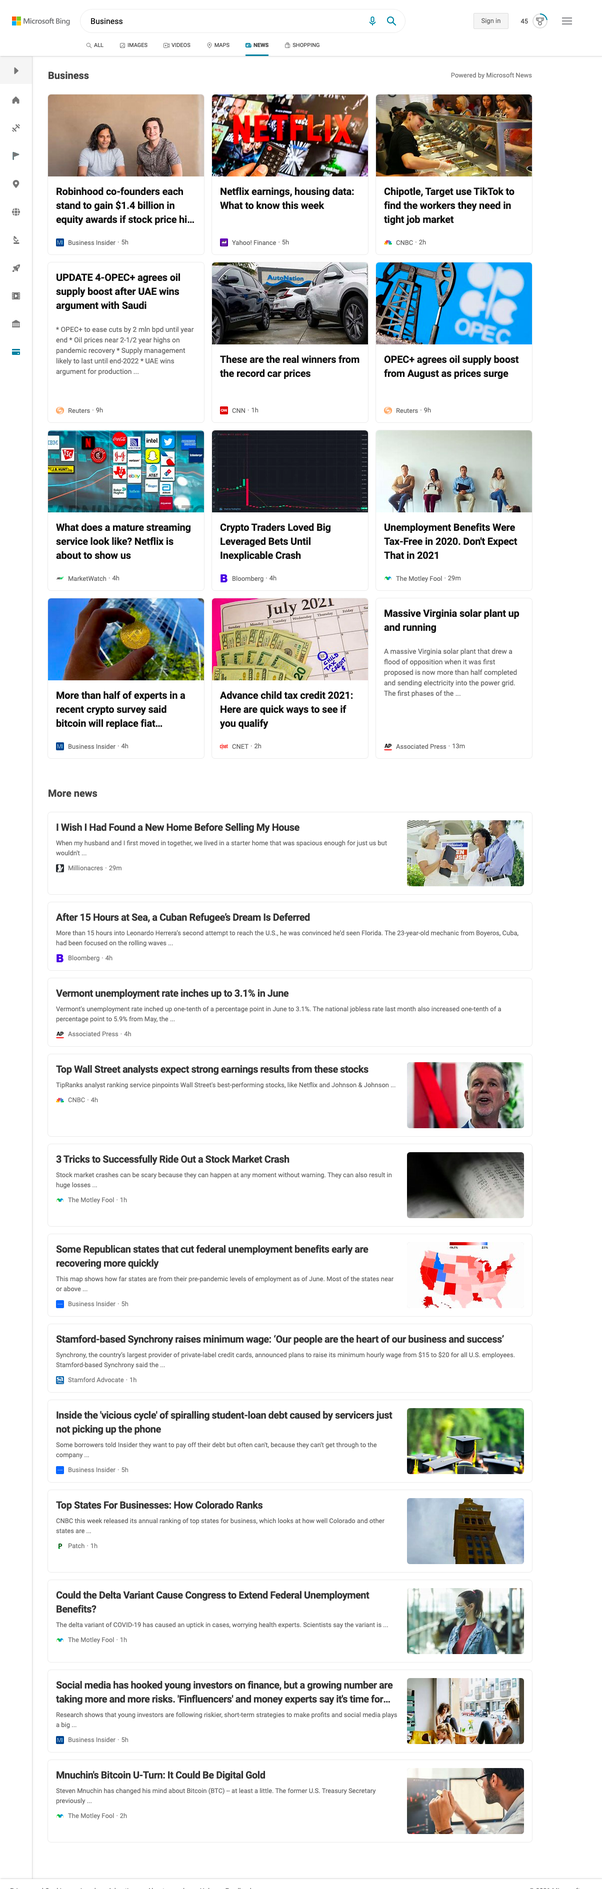 Microsoft Bing
Business
Sign in
45
ALL
IMAGES
VIDEOS
MAPS
NEWS
SHOPPING
Business
Powered by Microsoft News
NETFLIX
Robinhood co-founders each
stand to gain $1.4 billion in
equity awards if stock price hi...
Business Insider · 5h
Netflix earnings, housing data:
What to know this week
Yahoo! Finance · 5h
Chipotle, Target use TikTok to
find the workers they need in
tight job market
CNBC · 2h
UPDATE 4-OPEC+ agrees oil
supply boost after UAE wins
argument with Saudi
* OPEC+ to ease cuts by 2 mln bpd until year
end * Oil prices near 2-1/2 year highs on
pandemic recovery * Supply management
likely to last until end-2022 * UAE wins
argument for production ...
Reuters · 9h
AutoNation
These are the real winners from
the record car prices
CNN · 1h
OPEC
OPEC+ agrees oil supply boost
from August as prices surge
Reuters · 9h
What does a mature streaming
service look like? Netflix is
about to show us
MarketWatch · 4h
Crypto Traders Loved Big
Leveraged Bets Until
Inexplicable Crash
Bloomberg · 4h
Unemployment Benefits Were
Tax-Free in 2020. Don't Expect
That in 2021
The Motley Fool · 29m
More than half of experts in a
recent crypto survey said
bitcoin will replace fiat...
Business Insider · 4h
July 2021
Advance child tax credit 2021:
Here are quick ways to see if
you qualify
CNET · 2h
Massive Virginia solar plant up
and running
A massive Virginia solar plant that drew a
flood of opposition when it was first
proposed is now more than half completed
and sending electricity into the power grid.
The first phases of the ...
Associated Press · 13m
More news
I Wish I Had Found a New Home Before Selling My House
When my husband and I first moved in together, we lived in a starter home that was spacious enough for just us but
wouldn't ...
Millionacres · 29m
After 15 Hours at Sea, a Cuban Refugee's Dream Is Deferred
More than 15 hours into Leonardo Herrera's second attempt to reach the U.S., he was convinced he'd seen Florida. The 23-year-old mechanic from Boyeros, Cuba,
had been focused on the rolling waves ...
Bloomberg · 4h
Vermont unemployment rate inches up to 3.1% in June
Vermont's unemployment rate inched up one-tenth of a percentage point in June to 3.1%. The national jobless rate last month also increased one-tenth of a
percentage point to 5.9% from May, the ...
Associated Press · 4h
Top Wall Street analysts expect strong earnings results from these stocks
TipRanks analyst ranking service pinpoints Wall Street's best-performing stocks, like Netflix and Johnson & Johnson ...
CNBC · 4h
3 Tricks to Successfully Ride Out a Stock Market Crash
Stock market crashes can be scary because they can happen at any moment without warning. They can also result in
huge losses ...
The Motley Fool · 1h
Some Republican states that cut federal unemployment benefits early are
recovering more quickly
This map shows how far states are from their pre-pandemic levels of employment as of June. Most of the states near
or above ...
Business Insider · 5h
Stamford-based Synchrony raises minimum wage: 'Our people are the heart of our business and success'
Synchrony, the country's largest provider of private-label credit cards, announced plans to raise its minimum hourly wage from $15 to $20 for all U.S. employees.
Stamford-based Synchrony said the ...
Stamford Advocate · 1h
Inside the 'vicious cycle' of spiralling student-loan debt caused by servicers just
not picking up the phone
Some borrowers told Insider they want to pay off their debt but often can't, because they can't get through to the
company ...
Business Insider · 5h
Top States For Businesses: How Colorado Ranks
CNBC this week released its annual ranking of top states for business, which looks at how well Colorado and other
states are ...
Patch · 1h
Could the Delta Variant Cause Congress to Extend Federal Unemployment
Benefits?
The delta variant of COVID-19 has caused an uptick in cases, worrying health experts. Scientists say the variant is ...
The Motley Fool · 1h
Social media has hooked young investors on finance, but a growing number are
taking more and more risks. 'Finfluencers' and money experts say it's time for...
Research shows that young investors are following riskier, short-term strategies to make profits and social media plays
a big ...
Business Insider · 5h
Mnuchin's Bitcoin U-Turn: It Could Be Digital Gold
Steven Mnuchin has changed his mind about Bitcoin (BTC) -- at least a little. The former U.S. Treasury Secretary
previously ...
The Motley Fool · 2h